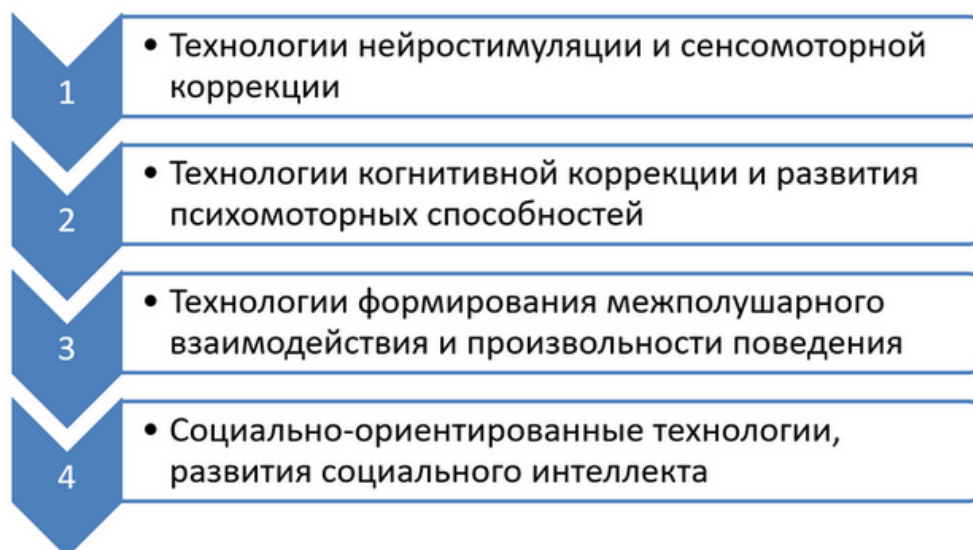 1
• Технологии нейростимуляции и сенсомоторной
коррекции
2
• Технологии когнитивной коррекции и развития
психомоторных способностей
3
• Технологии формирования межполушарного
взаимодействия и произвольности поведения
4
• Социально-ориентированные технологии,
развития социального интеллекта